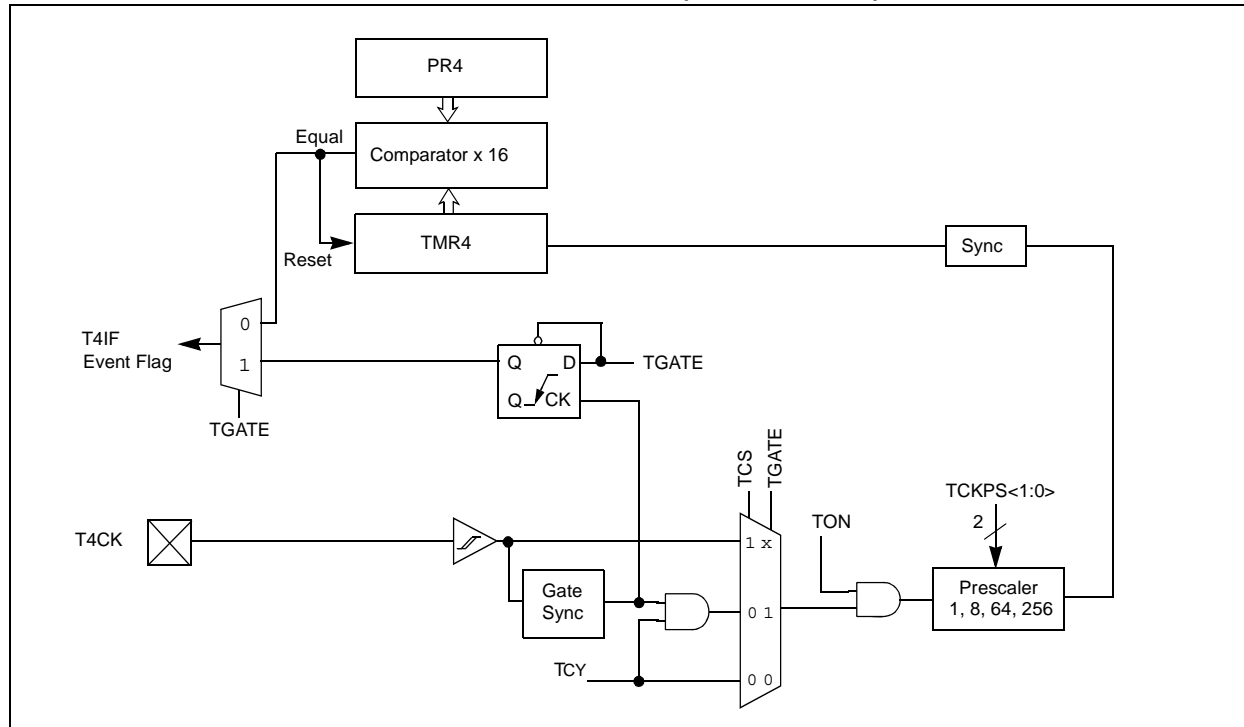 PR4
Equal
Comparator x 16
TMR4
Reset
Sync
0
T4IF
Event Flag
1
Q
D
TGATE
Q
CK
TGATE
TCS
TGATE
TCKPS<1:0>
2
TON
T4CK
1 x
Prescaler
1, 8, 64, 256
Gate
Sync
0 1
TCY
0 0